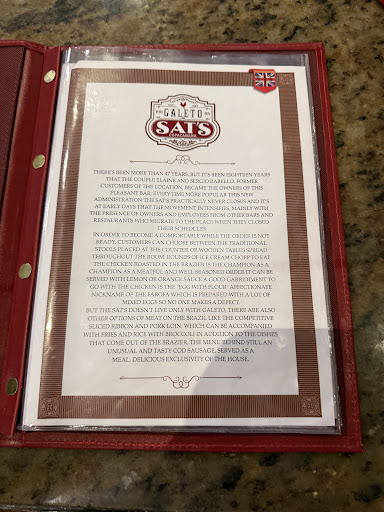 GALETO
SAT'S
COPACABANA
THERE'S BEEN MORE THAN 47 YEARS, BUT IT'S BEEN EIGHTEEN YEARS
THAT THE COUPLE ELAINE AND SERGIO RABELLO, FORMER
CUSTOMERS OF THE LOCATION, BECAME THE OWNERS OF THIS
PLEASANT BAR. EVERY TIME MORE POPULAR THIS NEW
ADMINISTRATION THE SAT'S PRACTICALLY NEVER CLOSES AND IT'S
AT EARLY DAYS THAT THE MOVEMENT INTENSIFIES, MAINLY WITH
THE PRESENCE OF OWNERS AND EMPLOYEES FROM OTHER BARS AND
RESTAURANTS WHO MIGRATE TO THE PLACE WHEN THEY CLOSED
THEIR SCHEDULES.
IN ORDER TO BECOME A COMFORTABLE WHILE THE ORDER IS NOT
READY, CUSTOMERS CAN CHOOSE BETWEEN THE TRADITIONAL
STOOLS PLACED AT THE COUNTER OR WOODEN TABLES SPREAD
THROUGHOUT THE ROOM. ROUNDS OF ICE CREAM CHOPP TO EAT
THE CHICKEN ROASTED IN THE BRAZIER IS THE CHAMPION AS A
CHAMPION AS A MEATFUL AND WELL SEASONED ORDER IT CAN BE
SERVED WITH LEMON OR ORANGE SAUCE. A GOOD GARRISMENT TO
GO WITH THE CHICKEN IS THE "EGG WITH FLOUR" AFFECTIONATE
NICKNAME OF THE FAROFA WHICH IS PREPARED WITH A LOT OF
MIXED EGGS SO NO ONE MAKES A DEFECT.
BUT THE SAT'S DOESN'T LIVE ONLY WITH GALETO, THERE ARE ALSO
OTHER OPTIONS OF MEAT ON THE BRAZIL LIKE THE COMPETITIVE
SLICED RIBBON AND PORK LOIN, WHICH CAN BE ACCOMPANIED
WITH FRIES AND RICE WITH BROCCOLI IN ADDITION TO THE DISHES
THAT COME OUT OF THE BRAZIER, THE MENU BEHIND STILL AN
UNUSUAL AND TASTY COD SAUSAGE, SERVED AS A
MEAL, DELICIOUS EXCLUSIVITY OF THE HOUSE.